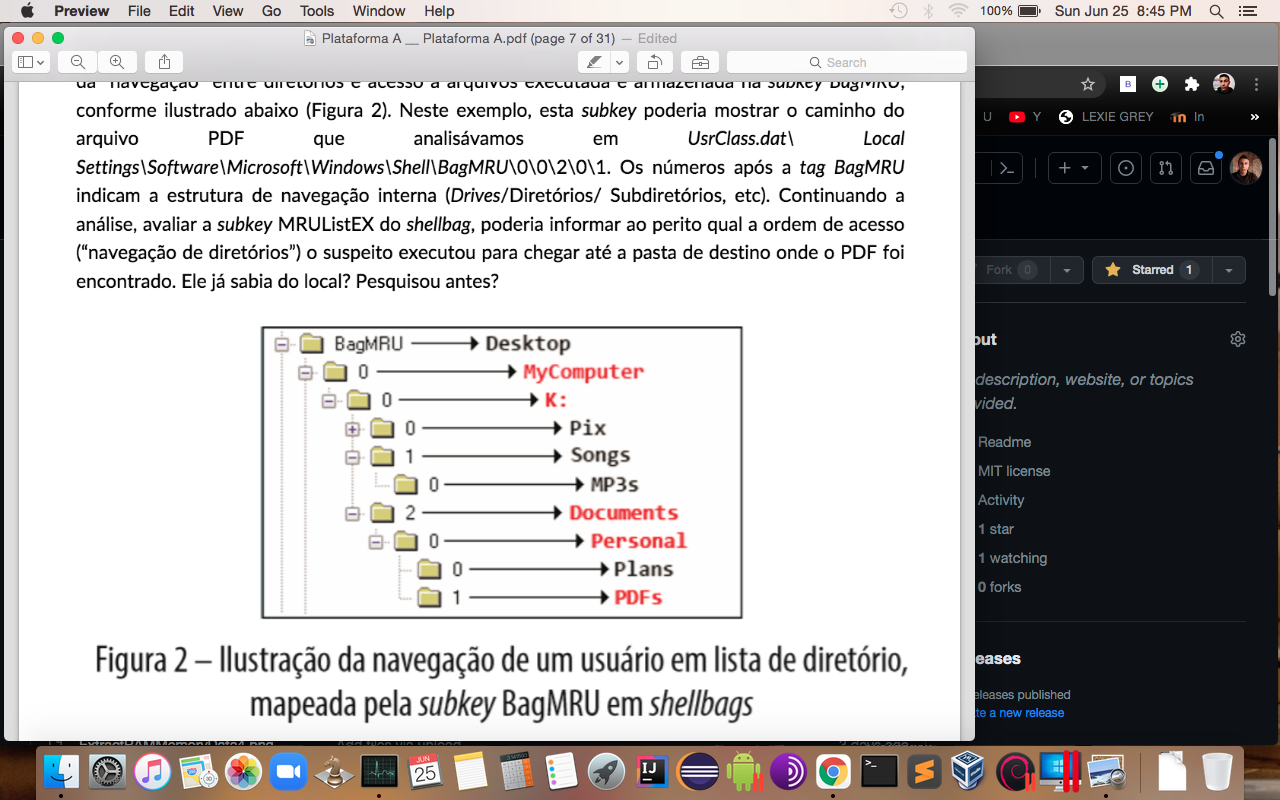 Preview File Edit View Go Tools Window Help 100% Sun Jun 25 8:45 PM
Plataforma A __ Plataforma A.pdf (page 7 of 31) — Edited
Search
da “navegação” entre diretórios e acesso a arquivos executada é armazenada na subkey BagMRU,
conforme ilustrado abaixo (Figura 2). Neste exemplo, esta subkey poderia mostrar o caminho do
arquivo PDF que analisávamos em UsrClass.dat\ Local
Settings\Software\Microsoft\Windows\Shell\BagMRU\0\0\2\0\1. Os números após a tag BagMRU
indicam a estrutura de navegação interna (Drives/Diretórios/ Subdiretórios, etc). Continuando a
análise, avaliar a subkey MRUListEX do shellbag, poderia informar ao perito qual a ordem de acesso
(“navegação de diretórios”) o suspeito executou para chegar até a pasta de destino onde o PDF foi
encontrado. Ele já sabia do local? Pesquisou antes?
BagMRU Desktop
0 MyComputer
0 K:
0 Pix
1 Songs
0 MP3s
2 Documents
0 Personal
0 Plans
1 PDFs
Figura 2 – Ilustração da navegação de um usuário em lista de diretório,
mapeada pela subkey BagMRU em shellbags
B
U Y LEXIE GREY In »
Fork 0 Starred 1
out
description, website, or topics
vided.
Readme
MIT license
Activity
1 star
1 watching
0 forks
eases
eleases published
te a new release
JUN
25
IJ